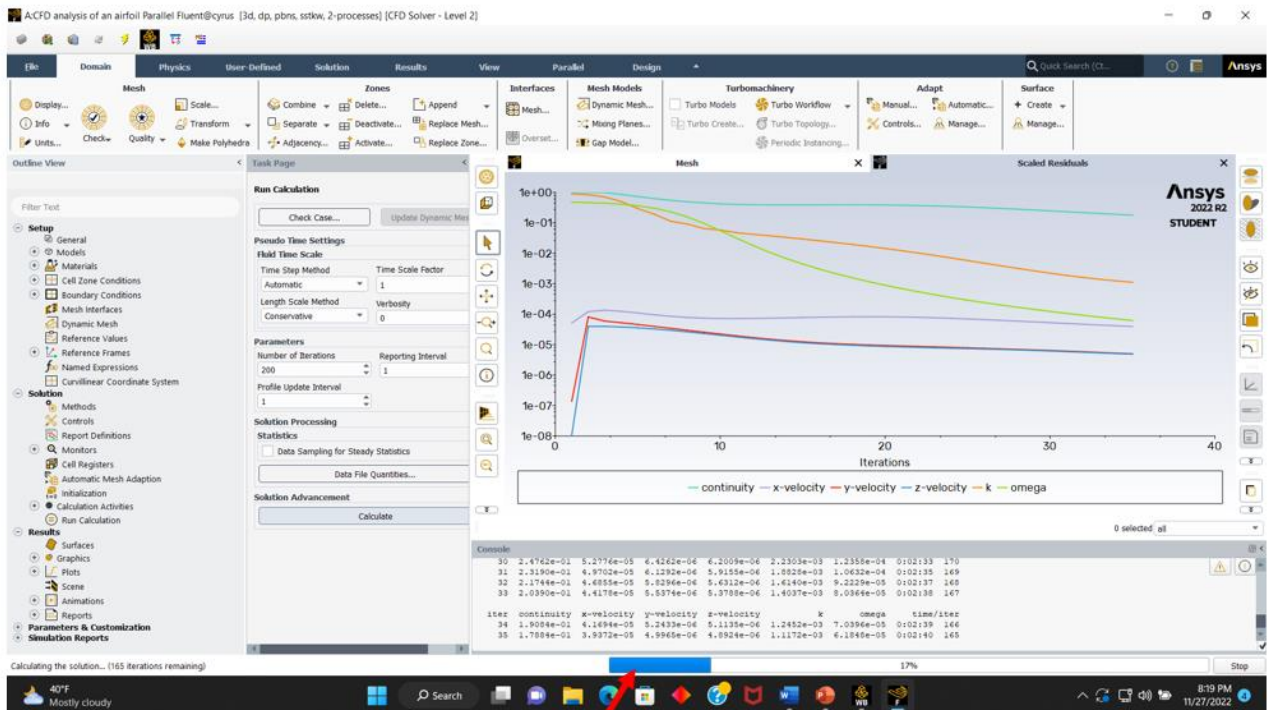 A:CFD analysis of an airfoil Parallel Fluent@cyrus [3d, dp, pbns, sstkw, 2-processes] [CFD Solver - Level 2]
File Domain Physics User-Defined Solution Results View Parallel Design Quick Search (Ct... Ansys
Mesh Zones Interfaces Mesh Models Turbomachinery Adapt Surface
Display... Scale... Combine Delete... Append Mesh... Dynamic Mesh... Turbo Models Turbo Workflow Manual... Automatic... + Create
Info Transform Separate Deactivate... Replace Mesh... Mixing Planes... Turbo Create... Turbo Topology... Controls... Manage... Manage...
Units... Check Quality Make Polyhedra Adjacency... Activate... Replace Zone... Overset... Gap Model... Periodic Instancing...
Outline View
Filter Text
Setup
General
Models
Materials
Cell Zone Conditions
Boundary Conditions
Mesh Interfaces
Dynamic Mesh
Reference Values
Reference Frames
Named Expressions
Curvilinear Coordinate System
Solution
Methods
Controls
Report Definitions
Monitors
Cell Registers
Automatic Mesh Adaption
Initialization
Calculation Activities
Run Calculation
Results
Surfaces
Graphics
Plots
Scene
Animations
Reports
Parameters & Customization
Simulation Reports
Task Page
Run Calculation
Check Case... Update Dynamic Mes
Pseudo Time Settings
Fluid Time Scale
Time Step Method Time Scale Factor
Automatic 1
Length Scale Method Verbosity
Conservative 0
Parameters
Number of Iterations Reporting Interval
200 1
Profile Update Interval
1
Solution Processing
Statistics
Data Sampling for Steady Statistics
Data File Quantities...
Solution Advancement
Calculate
Mesh Scaled Residuals
Ansys
2022 R2
STUDENT
1e+00
1e-01
1e-02
1e-03
1e-04
1e-05
1e-06
1e-07
1e-08
0 10 20 30 40
Iterations
continuity x-velocity y-velocity z-velocity k omega
0 selected all
Console
30 2.4762e-01 5.2776e-05 6.4262e-06 6.2009e-06 2.2303e-03 1.2358e-04 0:02:33 170
31 2.3190e-01 4.9702e-05 6.1292e-06 5.9155e-06 1.8828e-03 1.0632e-04 0:02:35 169
32 2.1744e-01 4.6855e-05 5.8296e-06 5.6312e-06 1.6140e-03 9.2229e-05 0:02:37 168
33 2.0390e-01 4.4178e-05 5.5374e-06 5.3788e-06 1.4037e-03 8.0364e-05 0:02:38 167
iter continuity x-velocity y-velocity z-velocity k omega time/iter
34 1.9084e-01 4.1694e-05 5.2433e-06 5.1135e-06 1.2452e-03 7.0396e-05 0:02:39 166
35 1.7884e-01 3.9372e-05 4.9965e-06 4.8924e-06 1.1172e-03 6.1845e-05 0:02:40 165
Calculating the solution... (165 iterations remaining) 17% Stop
40°F
Mostly cloudy
Search
WB
F
8:19 PM
11/27/2022
4